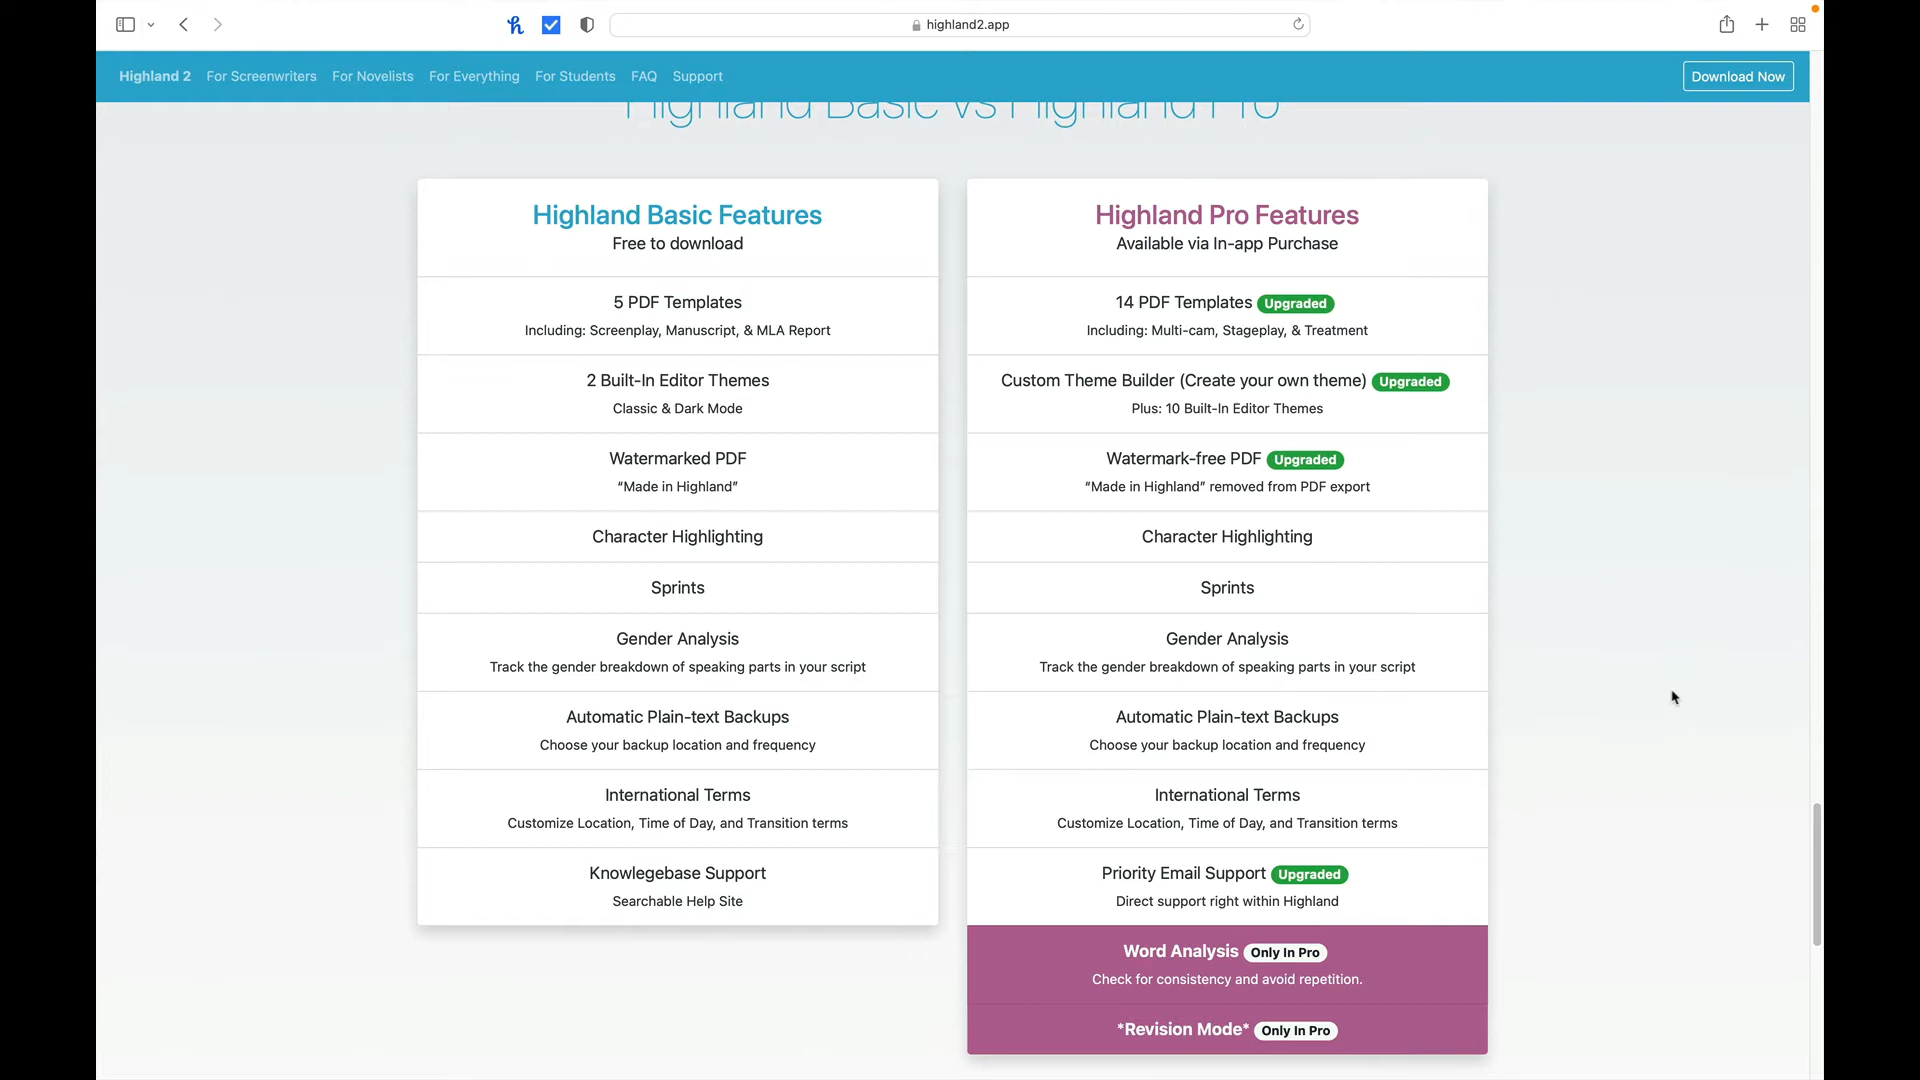 highland2.app
Highland 2 For Screenwriters For Novelists For Everything For Students FAQ Support Download Now
Highland Basic vs Highland Pro
Highland Basic Features
Free to download
5 PDF Templates
Including: Screenplay, Manuscript, & MLA Report
2 Built-In Editor Themes
Classic & Dark Mode
Watermarked PDF
“Made in Highland”
Character Highlighting
Sprints
Gender Analysis
Track the gender breakdown of speaking parts in your script
Automatic Plain-text Backups
Choose your backup location and frequency
International Terms
Customize Location, Time of Day, and Transition terms
Knowlegebase Support
Searchable Help Site
Highland Pro Features
Available via In-app Purchase
14 PDF Templates Upgraded
Including: Multi-cam, Stageplay, & Treatment
Custom Theme Builder (Create your own theme) Upgraded
Plus: 10 Built-In Editor Themes
Watermark-free PDF Upgraded
“Made in Highland” removed from PDF export
Character Highlighting
Sprints
Gender Analysis
Track the gender breakdown of speaking parts in your script
Automatic Plain-text Backups
Choose your backup location and frequency
International Terms
Customize Location, Time of Day, and Transition terms
Priority Email Support Upgraded
Direct support right within Highland
Word Analysis Only In Pro
Check for consistency and avoid repetition.
*Revision Mode* Only In Pro